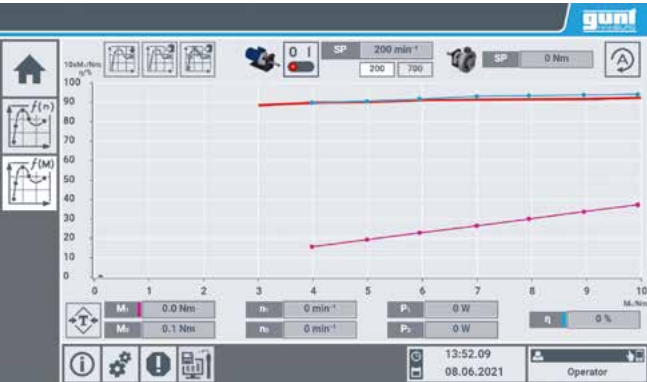 gunt
0 1
SP 200 min⁻¹
200 700
SP 0 Nm
A
10xM₁/Nm
η/%
f(n)
f(M)
100
90
80
70
60
50
40
30
20
10
0
0 1 2 3 4 5 6 7 8 9 10
M₂/Nm
T
M₁ 0.0 Nm n₁ 0 min⁻¹ P₁ 0 W
η 0 %
M₂ 0.1 Nm n₂ 0 min⁻¹ P₂ 0 W
13:52.09
08.06.2021
Operator